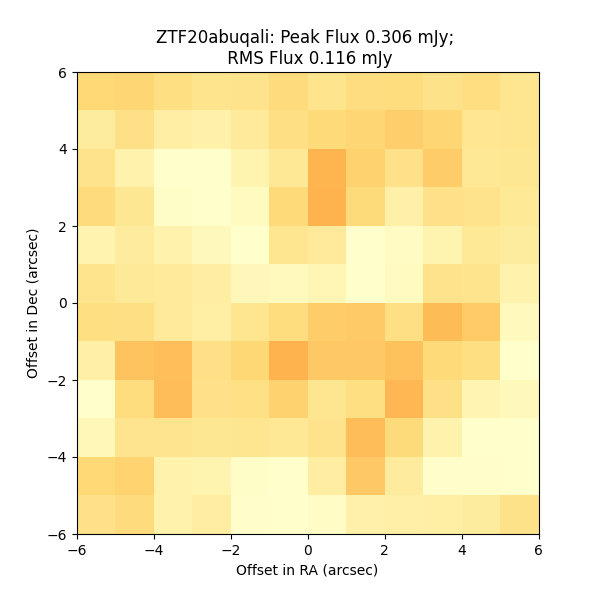 ZTF20abuqali: Peak Flux 0.306 mJy;
RMS Flux 0.116 mJy
6
4
2
0
−2
−4
−6
Offset in Dec (arcsec)
−6 −4 −2 0 2 4 6
Offset in RA (arcsec)